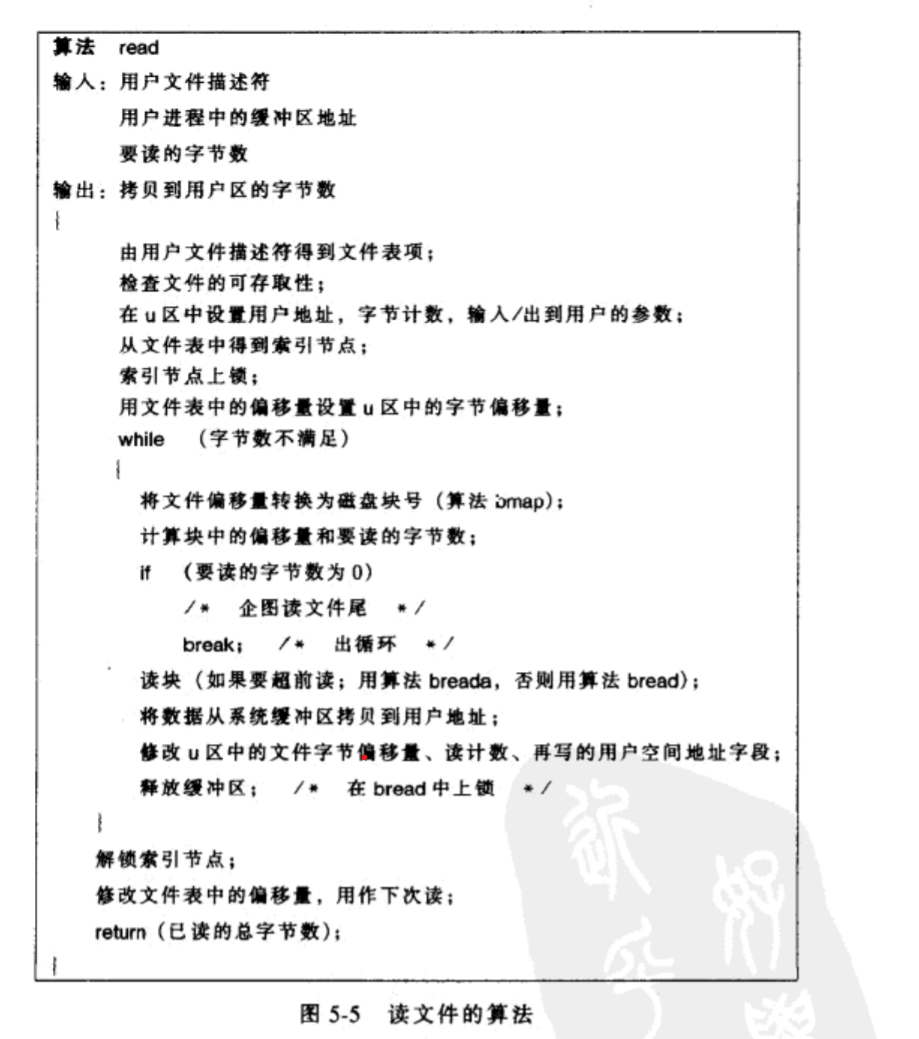 算法 read
输入：用户文件描述符
用户进程中的缓冲区地址
要读的字节数
输出：拷贝到用户区的字节数
{
由用户文件描述符得到文件表项；
检查文件的可存取性；
在 u 区中设置用户地址，字节计数，输入/出到用户的参数；
从文件表中得到索引节点；
索引节点上锁；
用文件表中的偏移量设置 u 区中的字节偏移量；
while （字节数不满足）
{
将文件偏移量转换为磁盘块号（算法 bmap）；
计算块中的偏移量和要读的字节数；
if （要读的字节数为 0）
/* 企图读文件尾 */
break； /* 出循环 */
读块（如果要超前读；用算法 breada，否则用算法 bread）；
将数据从系统缓冲区拷贝到用户地址；
修改 u 区中的文件字节偏移量、读计数、再写的用户空间地址字段；
释放缓冲区； /* 在 bread 中上锁 */
}
解锁索引节点；
修改文件表中的偏移量，用作下次读；
return（已读的总字节数）；
}
图 5-5 读文件的算法